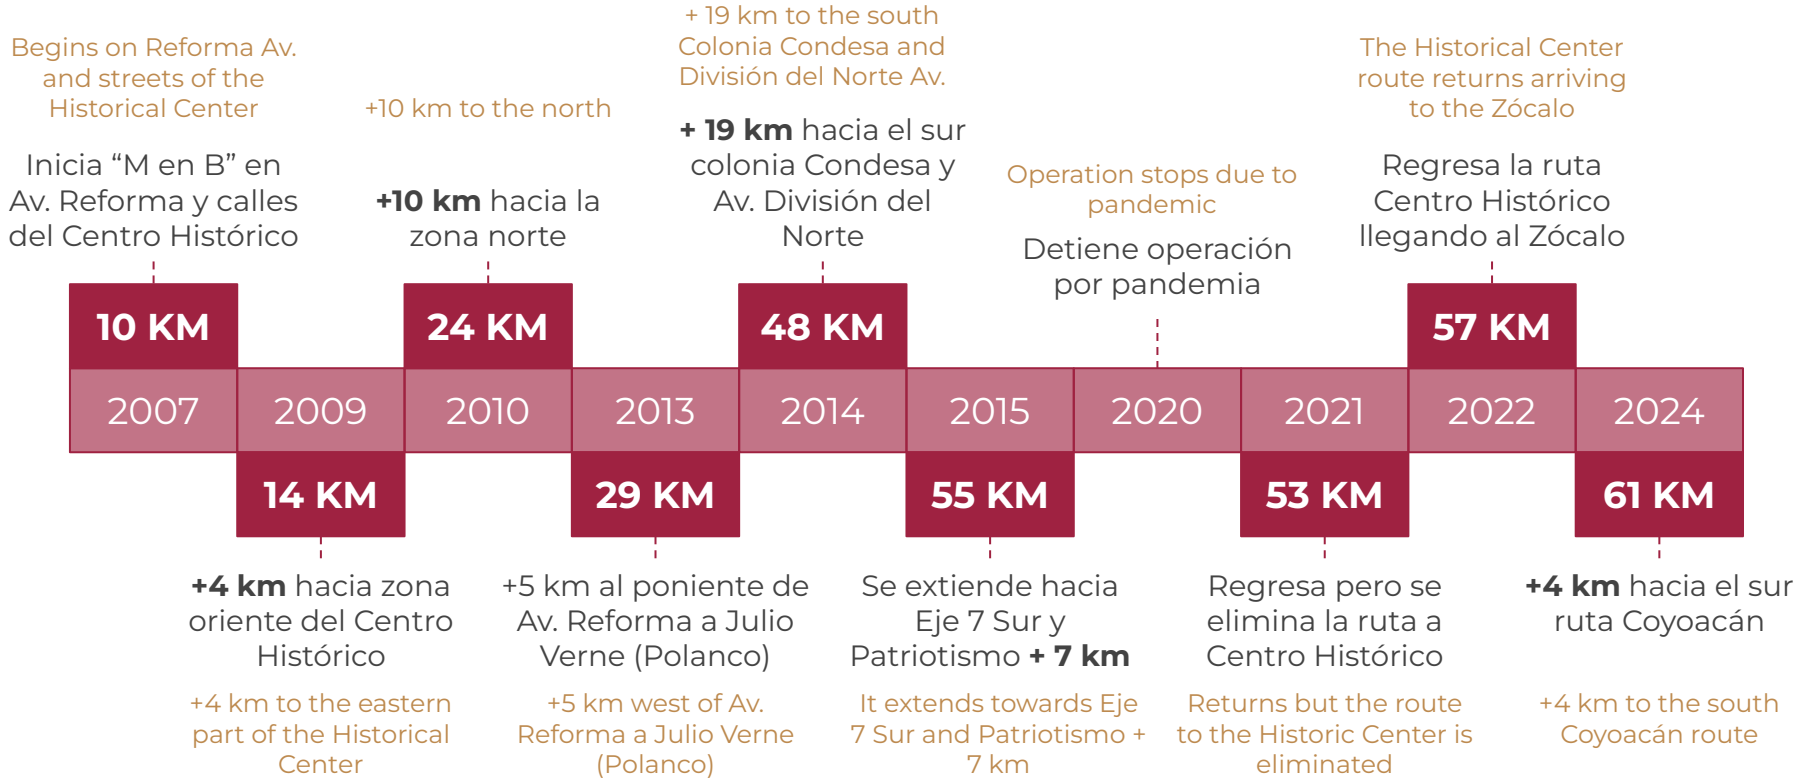 Begins on Reforma Av.
and streets of the
Historical Center
Inicia “M en B” en
Av. Reforma y calles
del Centro Histórico
10 KM
2007
2009
14 KM
+4 km hacia zona
oriente del Centro
Histórico
+4 km to the eastern
part of the Historical
Center
+10 km to the north
+10 km hacia la
zona norte
24 KM
2010
2013
29 KM
+5 km al poniente de
Av. Reforma a Julio
Verne (Polanco)
+5 km west of Av.
Reforma a Julio Verne
(Polanco)
+ 19 km to the south
Colonia Condesa and
División del Norte Av.
+ 19 km hacia el sur
colonia Condesa y
Av. División del
Norte
48 KM
2014
2015
55 KM
Se extiende hacia
Eje 7 Sur y
Patriotismo + 7 km
It extends towards Eje
7 Sur and Patriotismo +
7 km
Operation stops due to
pandemic
Detiene operación
por pandemia
2020
2021
53 KM
Regresa pero se
elimina la ruta a
Centro Histórico
Returns but the route
to the Historic Center is
eliminated
The Historical Center
route returns arriving
to the Zócalo
Regresa la ruta
Centro Histórico
llegando al Zócalo
57 KM
2022
2024
61 KM
+4 km hacia el sur
ruta Coyoacán
+4 km to the south
Coyoacán route